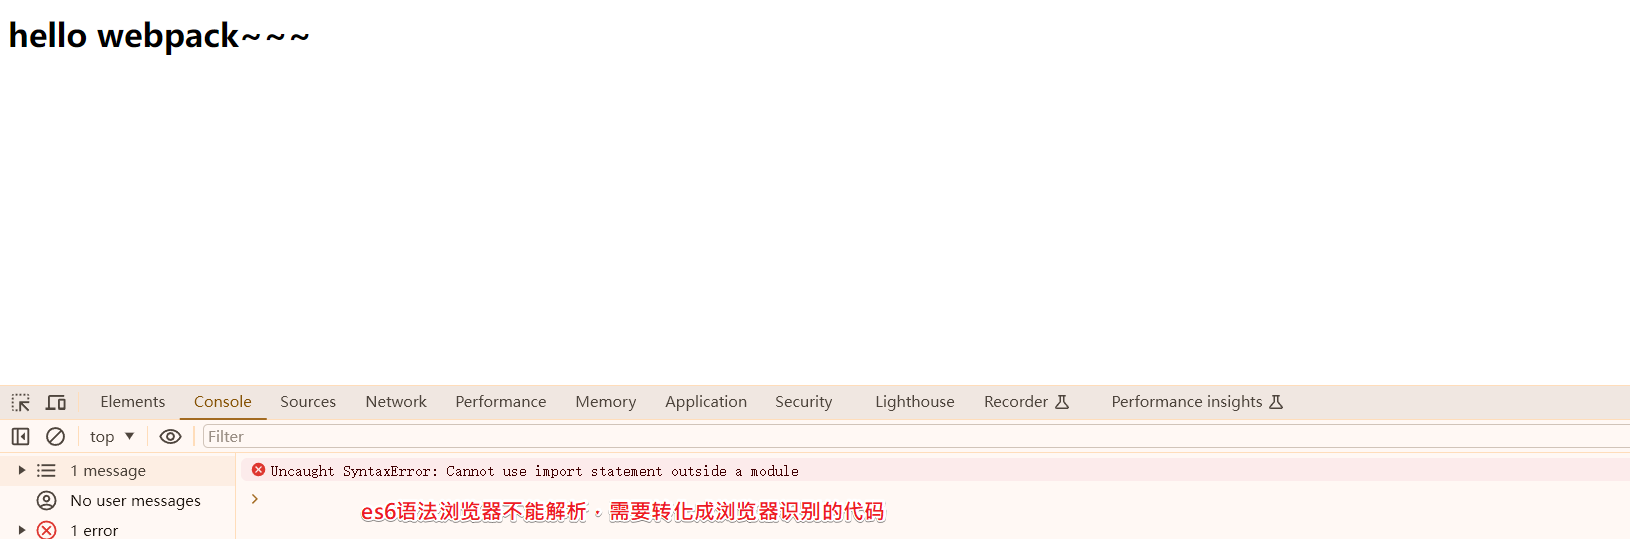 hello webpack~~~
Elements Console Sources Network Performance Memory Application Security Lighthouse Recorder Performance insights
top Filter
1 message
Uncaught SyntaxError: Cannot use import statement outside a module
No user messages
es6语法浏览器不能解析，需要转化成浏览器识别的代码
1 error